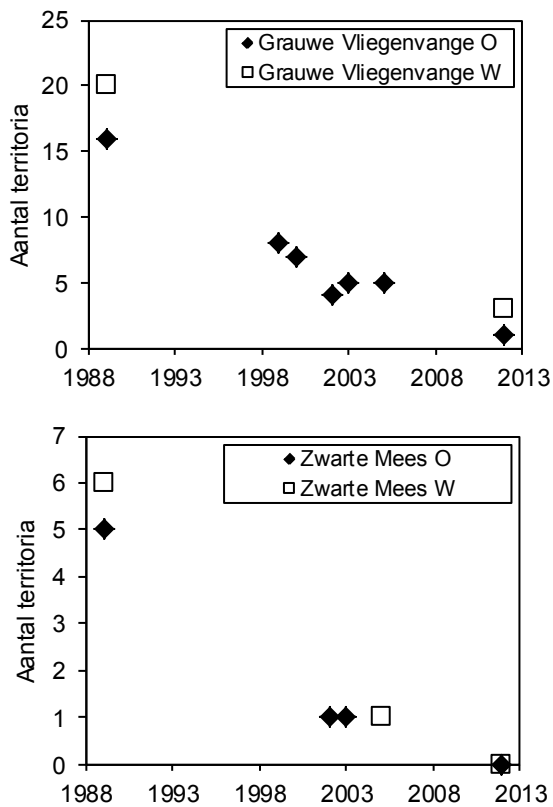 25
20
15
10
5
0
Aantal territoria
◆ Grauwe Vliegenvange O
□ Grauwe Vliegenvange W
1988 1993 1998 2003 2008 2013
7
6
5
4
3
2
1
0
Aantal territoria
◆ Zwarte Mees O
□ Zwarte Mees W
1988 1993 1998 2003 2008 2013